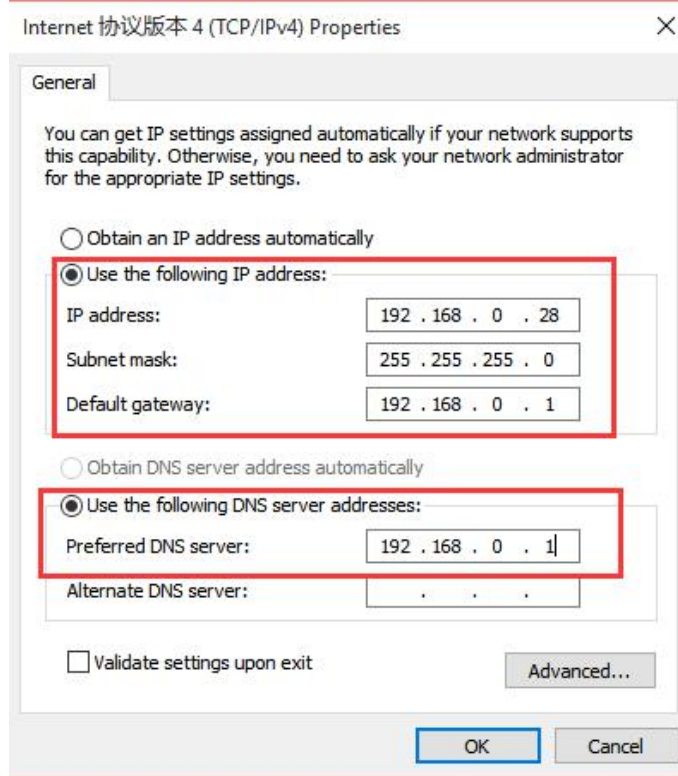 Internet 协议版本 4 (TCP/IPv4) Properties
General
You can get IP settings assigned automatically if your network supports
this capability. Otherwise, you need to ask your network administrator
for the appropriate IP settings.
Obtain an IP address automatically
Use the following IP address:
IP address: 192 . 168 . 0 . 28
Subnet mask: 255 . 255 . 255 . 0
Default gateway: 192 . 168 . 0 . 1
Obtain DNS server address automatically
Use the following DNS server addresses:
Preferred DNS server: 192 . 168 . 0 . 1
Alternate DNS server: . . .
Validate settings upon exit
Advanced...
OK Cancel